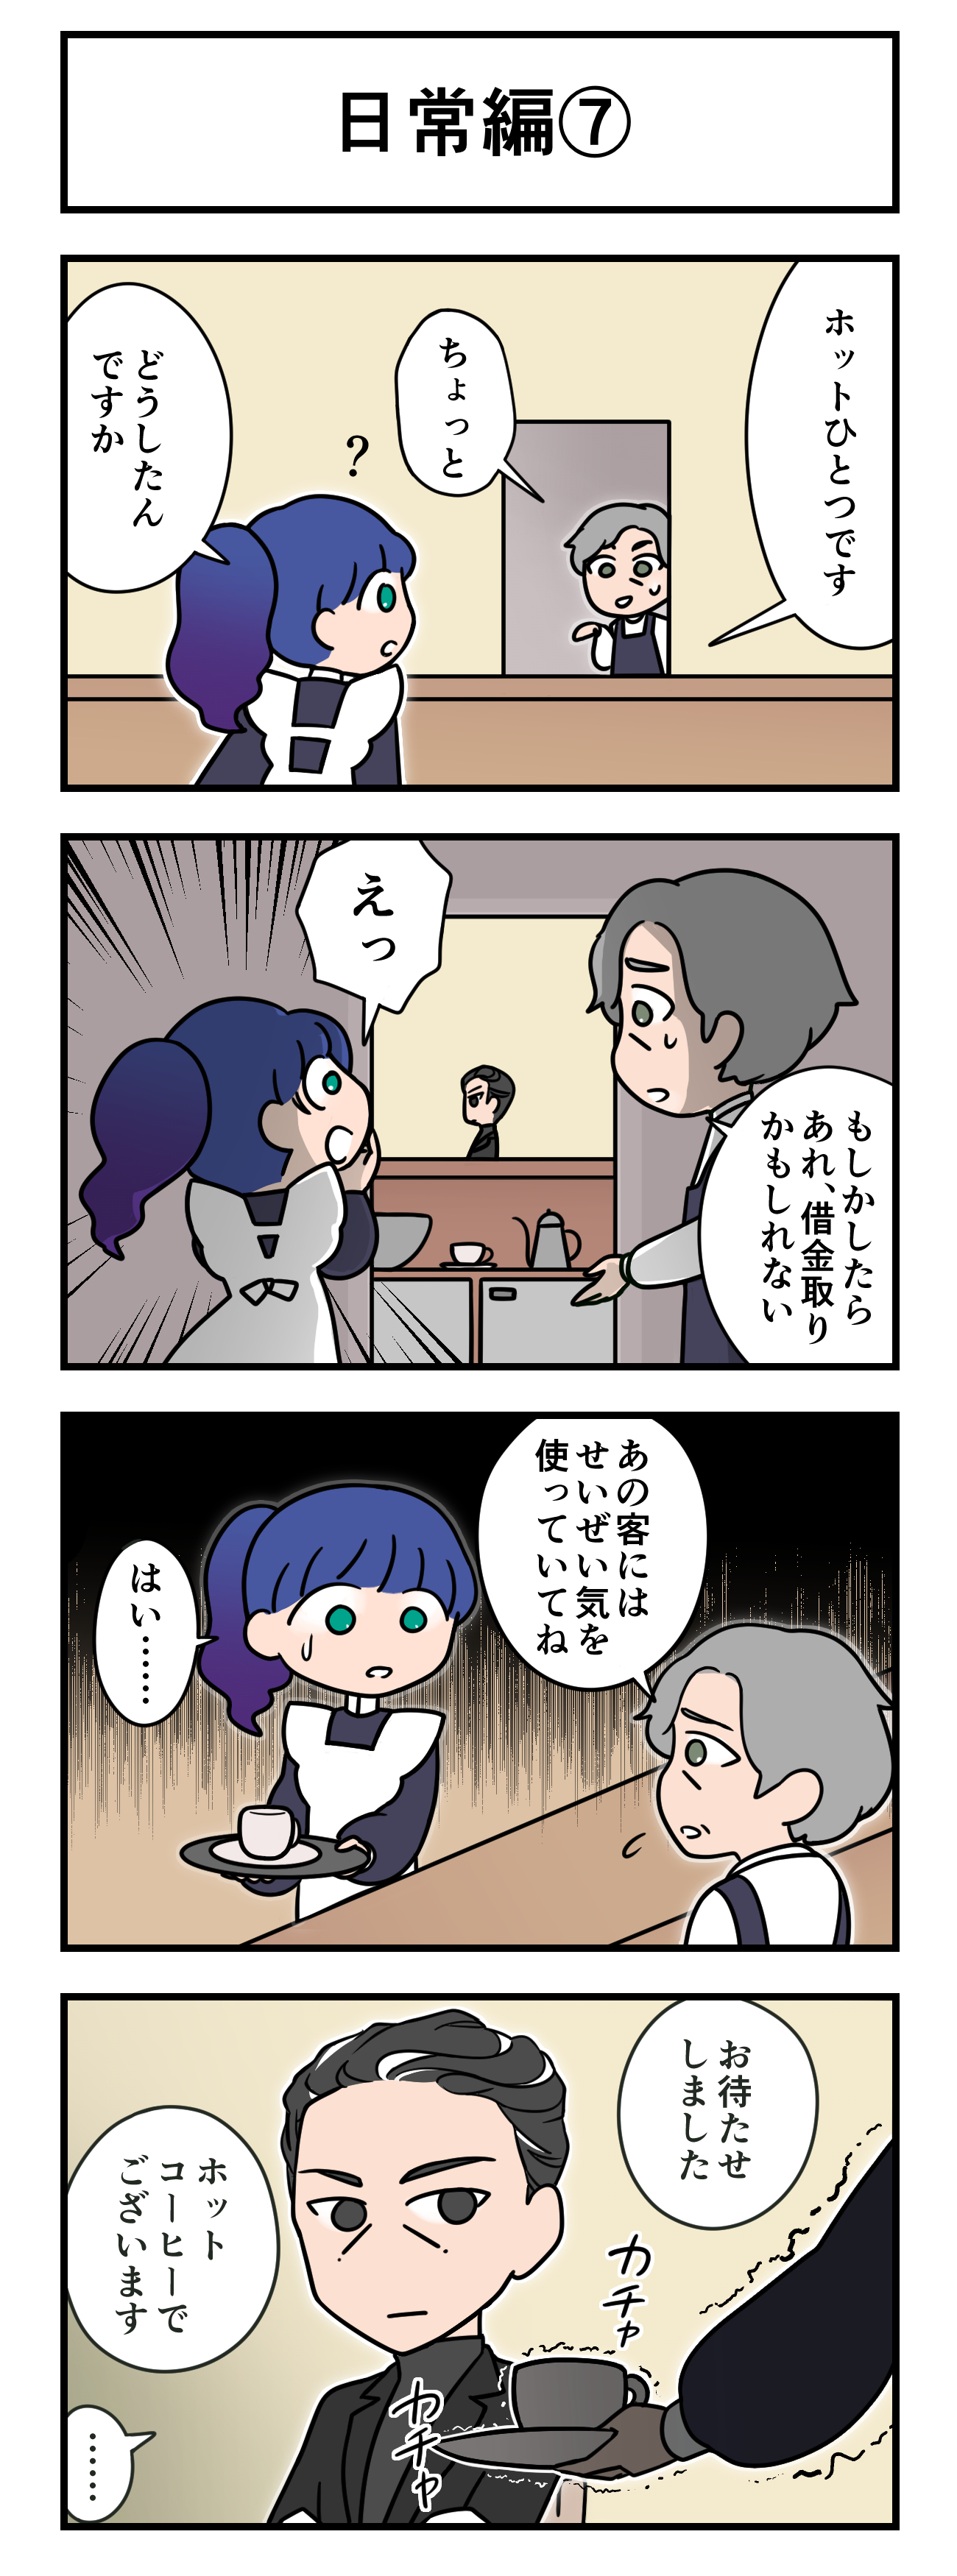 日常編⑦
ホットひとつです
ちょっと
?
どうしたん
ですか
えっ
もしかしたら
あれ、借金取り
かもしれない
あの客には
せいぜい気を
使っていてね
はい……
お待たせ
しました
カチャ
カチャ
ホット
コーヒーで
ございます
……